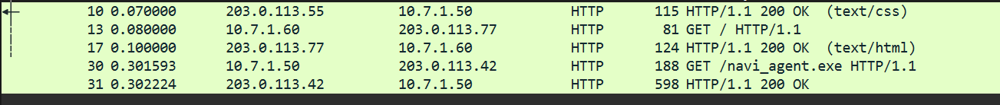 10 0.070000 203.0.113.55 10.7.1.50 HTTP 115 HTTP/1.1 200 OK (text/css)
13 0.080000 10.7.1.60 203.0.113.77 HTTP 81 GET / HTTP/1.1
17 0.100000 203.0.113.77 10.7.1.60 HTTP 124 HTTP/1.1 200 OK (text/html)
30 0.301593 10.7.1.50 203.0.113.42 HTTP 188 GET /navi_agent.exe HTTP/1.1
31 0.302224 203.0.113.42 10.7.1.50 HTTP 598 HTTP/1.1 200 OK